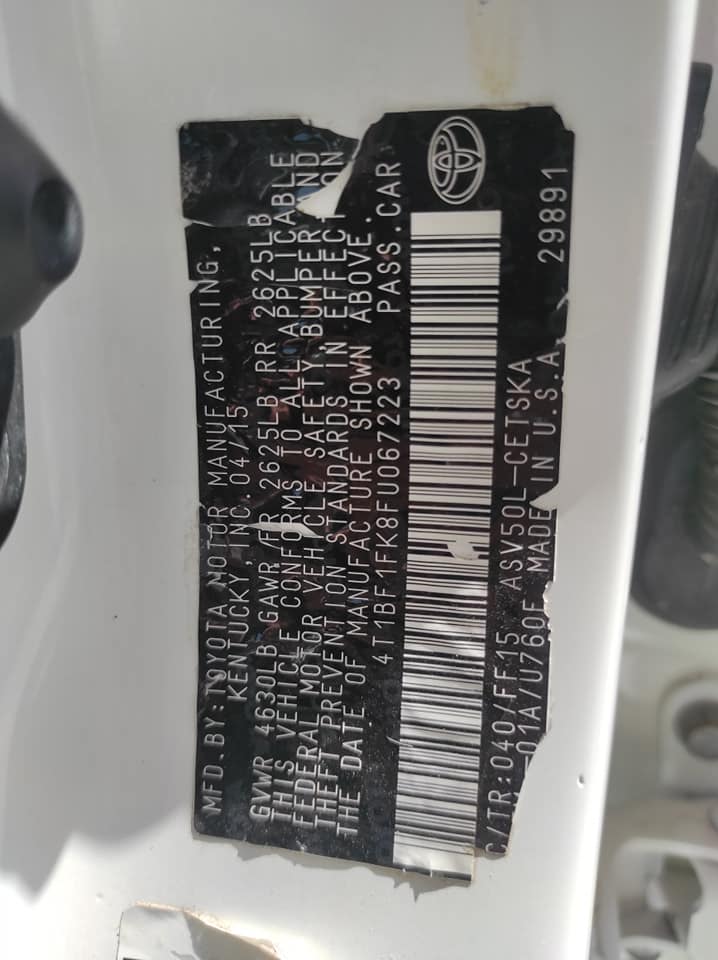 MFD. BY: TOYOTA MOTOR MANUFACTURING,
KENTUCKY, INC. 04/15
GVWR 4630LB GAWR FR 2625LB RR 2625LB
THIS VEHICLE CONFORMS TO ALL APPLICABLE
FEDERAL MOTOR VEHICLE SAFETY, BUMPER, AND
THEFT PREVENTION STANDARDS IN EFFECT ON
THE DATE OF MANUFACTURE SHOWN ABOVE.
4T1BF1FK8FU067223 PASS.CAR
C/TR:040/FF15 ASV50L-CETSKA
-01A/U760E MADE IN U.S.A. 29891